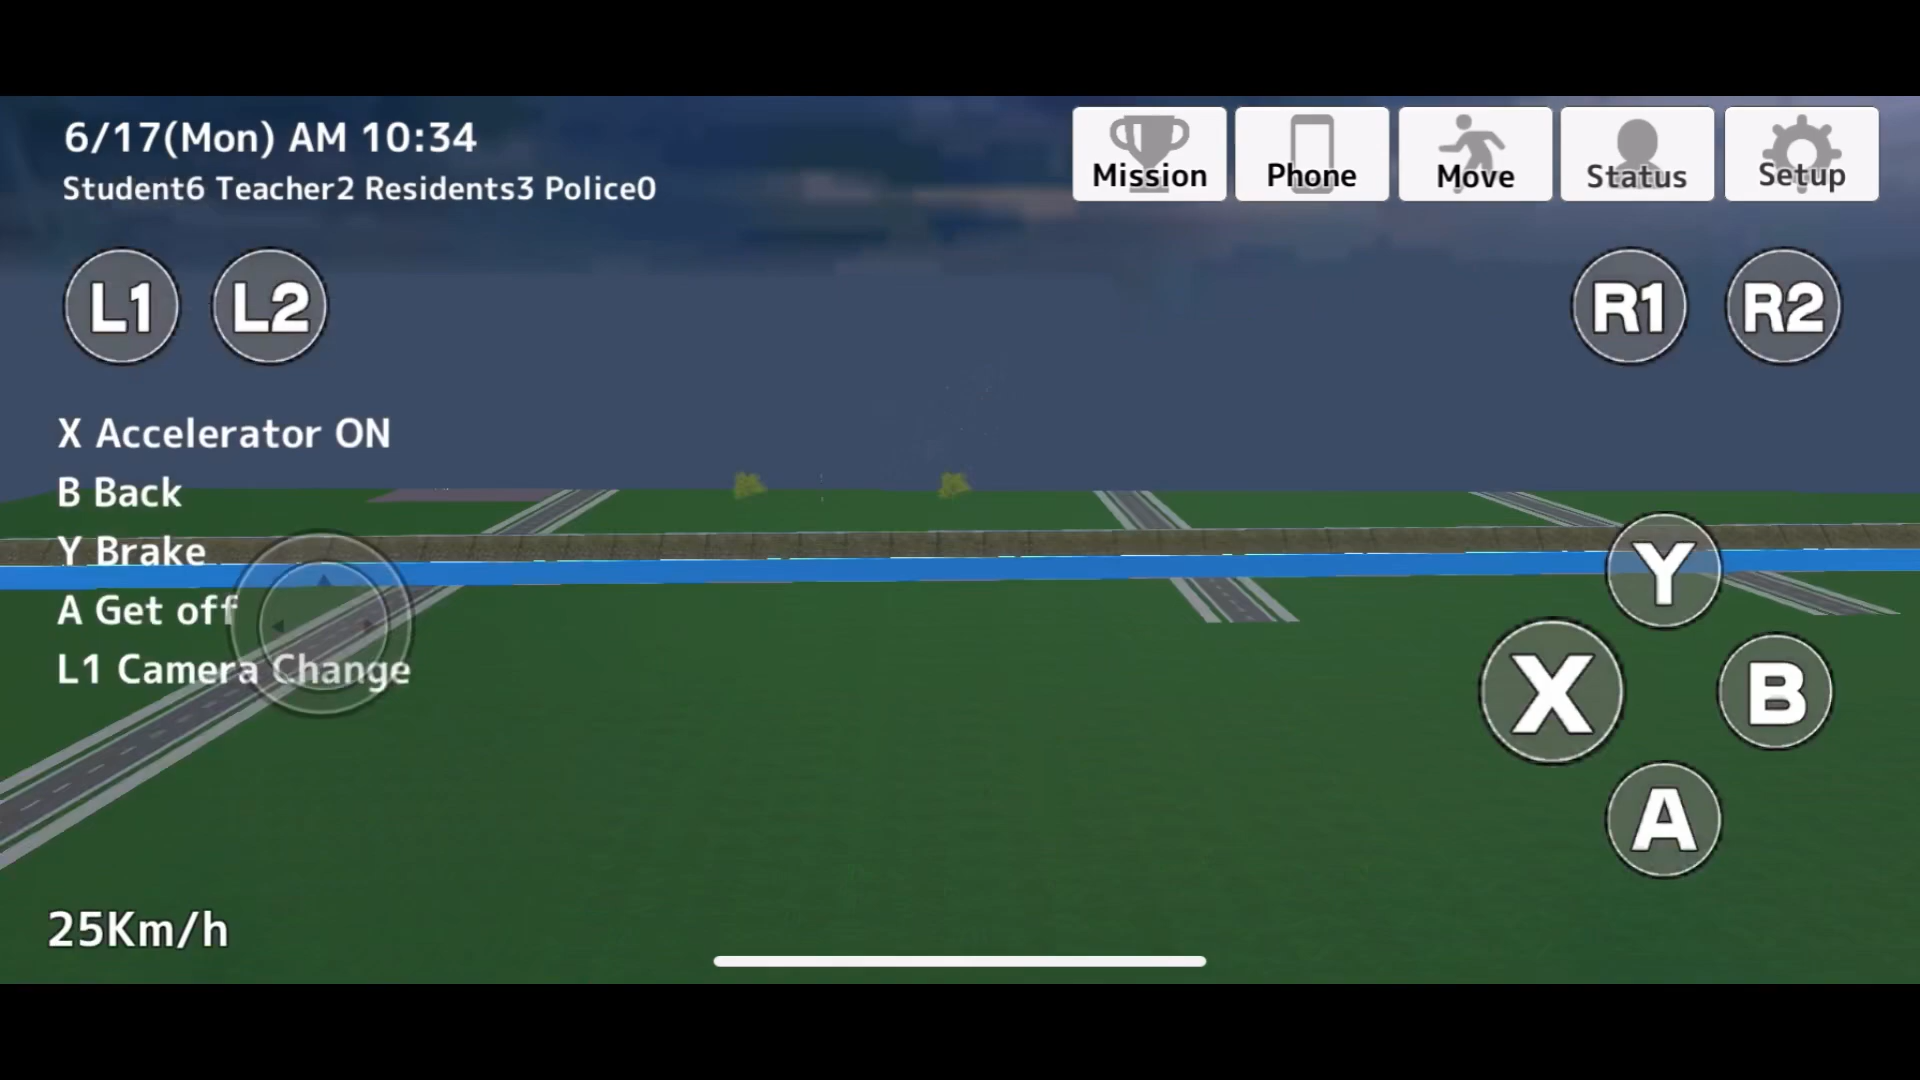 6/17(Mon) AM 10:34
Student6 Teacher2 Residents3 Police0
Mission
Phone
Move
Status
Setup
L1
L2
R1
R2
X Accelerator ON
B Back
Y Brake
A Get off
L1 Camera Change
Y
X
B
A
25Km/h